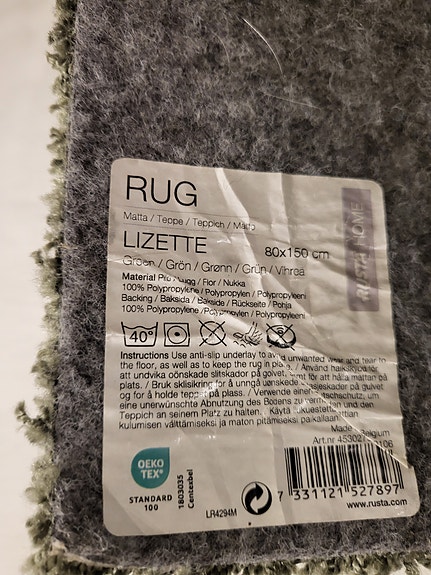 RUG
Matta / Teppe / Teppich / Matto
LIZETTE 80x150 cm
RUSTA HOME
Green / Grön / Grønn / Grün / Vihreä
Material / Lugg / Flor / Nukka
100% Polypropylene / Polypropylen / Polypropyleeni
Backing / Baksida / Bakside / Rückseite / Pohja
100% Polypropylene / Polypropylen / Polypropyleeni
40°
Instructions Use anti-slip underlay to avoid unwanted wear and tear to
the floor, as well as to keep the rug in place. / Använd halkskydd för
att undvika oönskade slitskador på golvet, samt för att hålla mattan på
plats. / Bruk sklisikring for å unngå uønskede slitasjeskader på gulvet
og for å holde teppet på plass. / Verwende einen Rutschschutz, um
eine unerwünschte Abnutzung des Bodens zu vermeiden und den
Teppich an seinem Platz zu halten. / Käytä liukuestettä
kulumisen välttämiseksi ja maton pitämiseksi paikallaan.
Made Belgium
Art.nr 45302 106
OEKO
TEX®
STANDARD
100
1803035
Centexbel
LR4294M
7 331121 527897
www.rusta.com